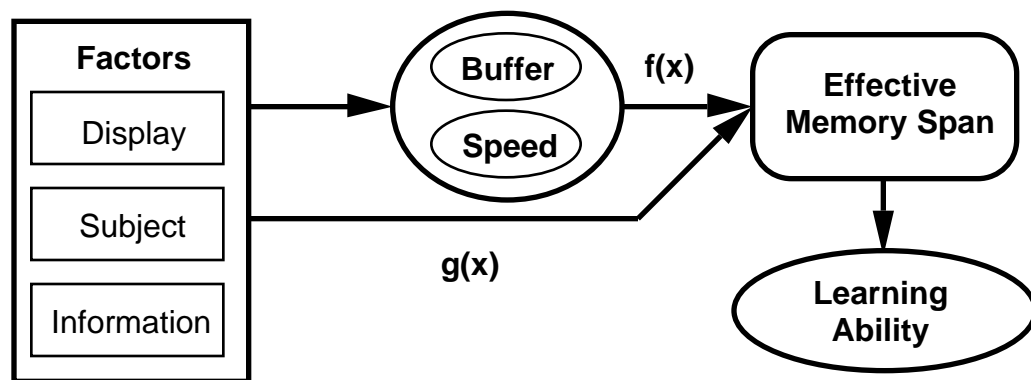 Factors
Display
Subject
Information
Buffer
Speed
f(x)
g(x)
Effective
Memory Span
Learning
Ability